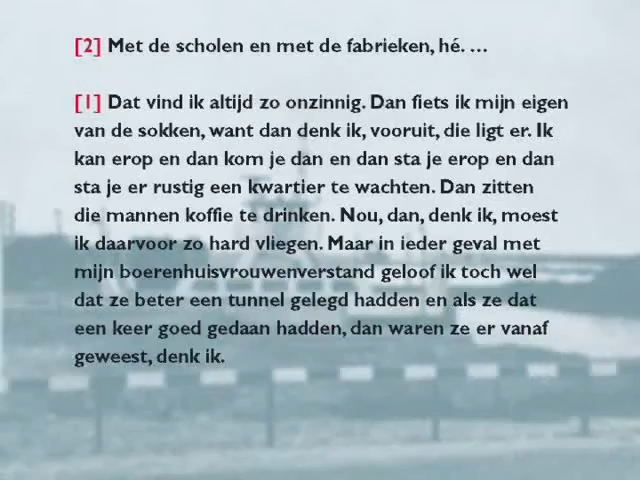 [2] Met de scholen en met de fabrieken, hé. …
[1] Dat vind ik altijd zo onzinnig. Dan fiets ik mijn eigen
van de sokken, want dan denk ik, vooruit, die ligt er. Ik
kan erop en dan kom je dan en dan sta je erop en dan
sta je er rustig een kwartier te wachten. Dan zitten
die mannen koffie te drinken. Nou, dan, denk ik, moest
ik daarvoor zo hard vliegen. Maar in ieder geval met
mijn boerenhuisvrouwenverstand geloof ik toch wel
dat ze beter een tunnel gelegd hadden en als ze dat
een keer goed gedaan hadden, dan waren ze er vanaf
geweest, denk ik.